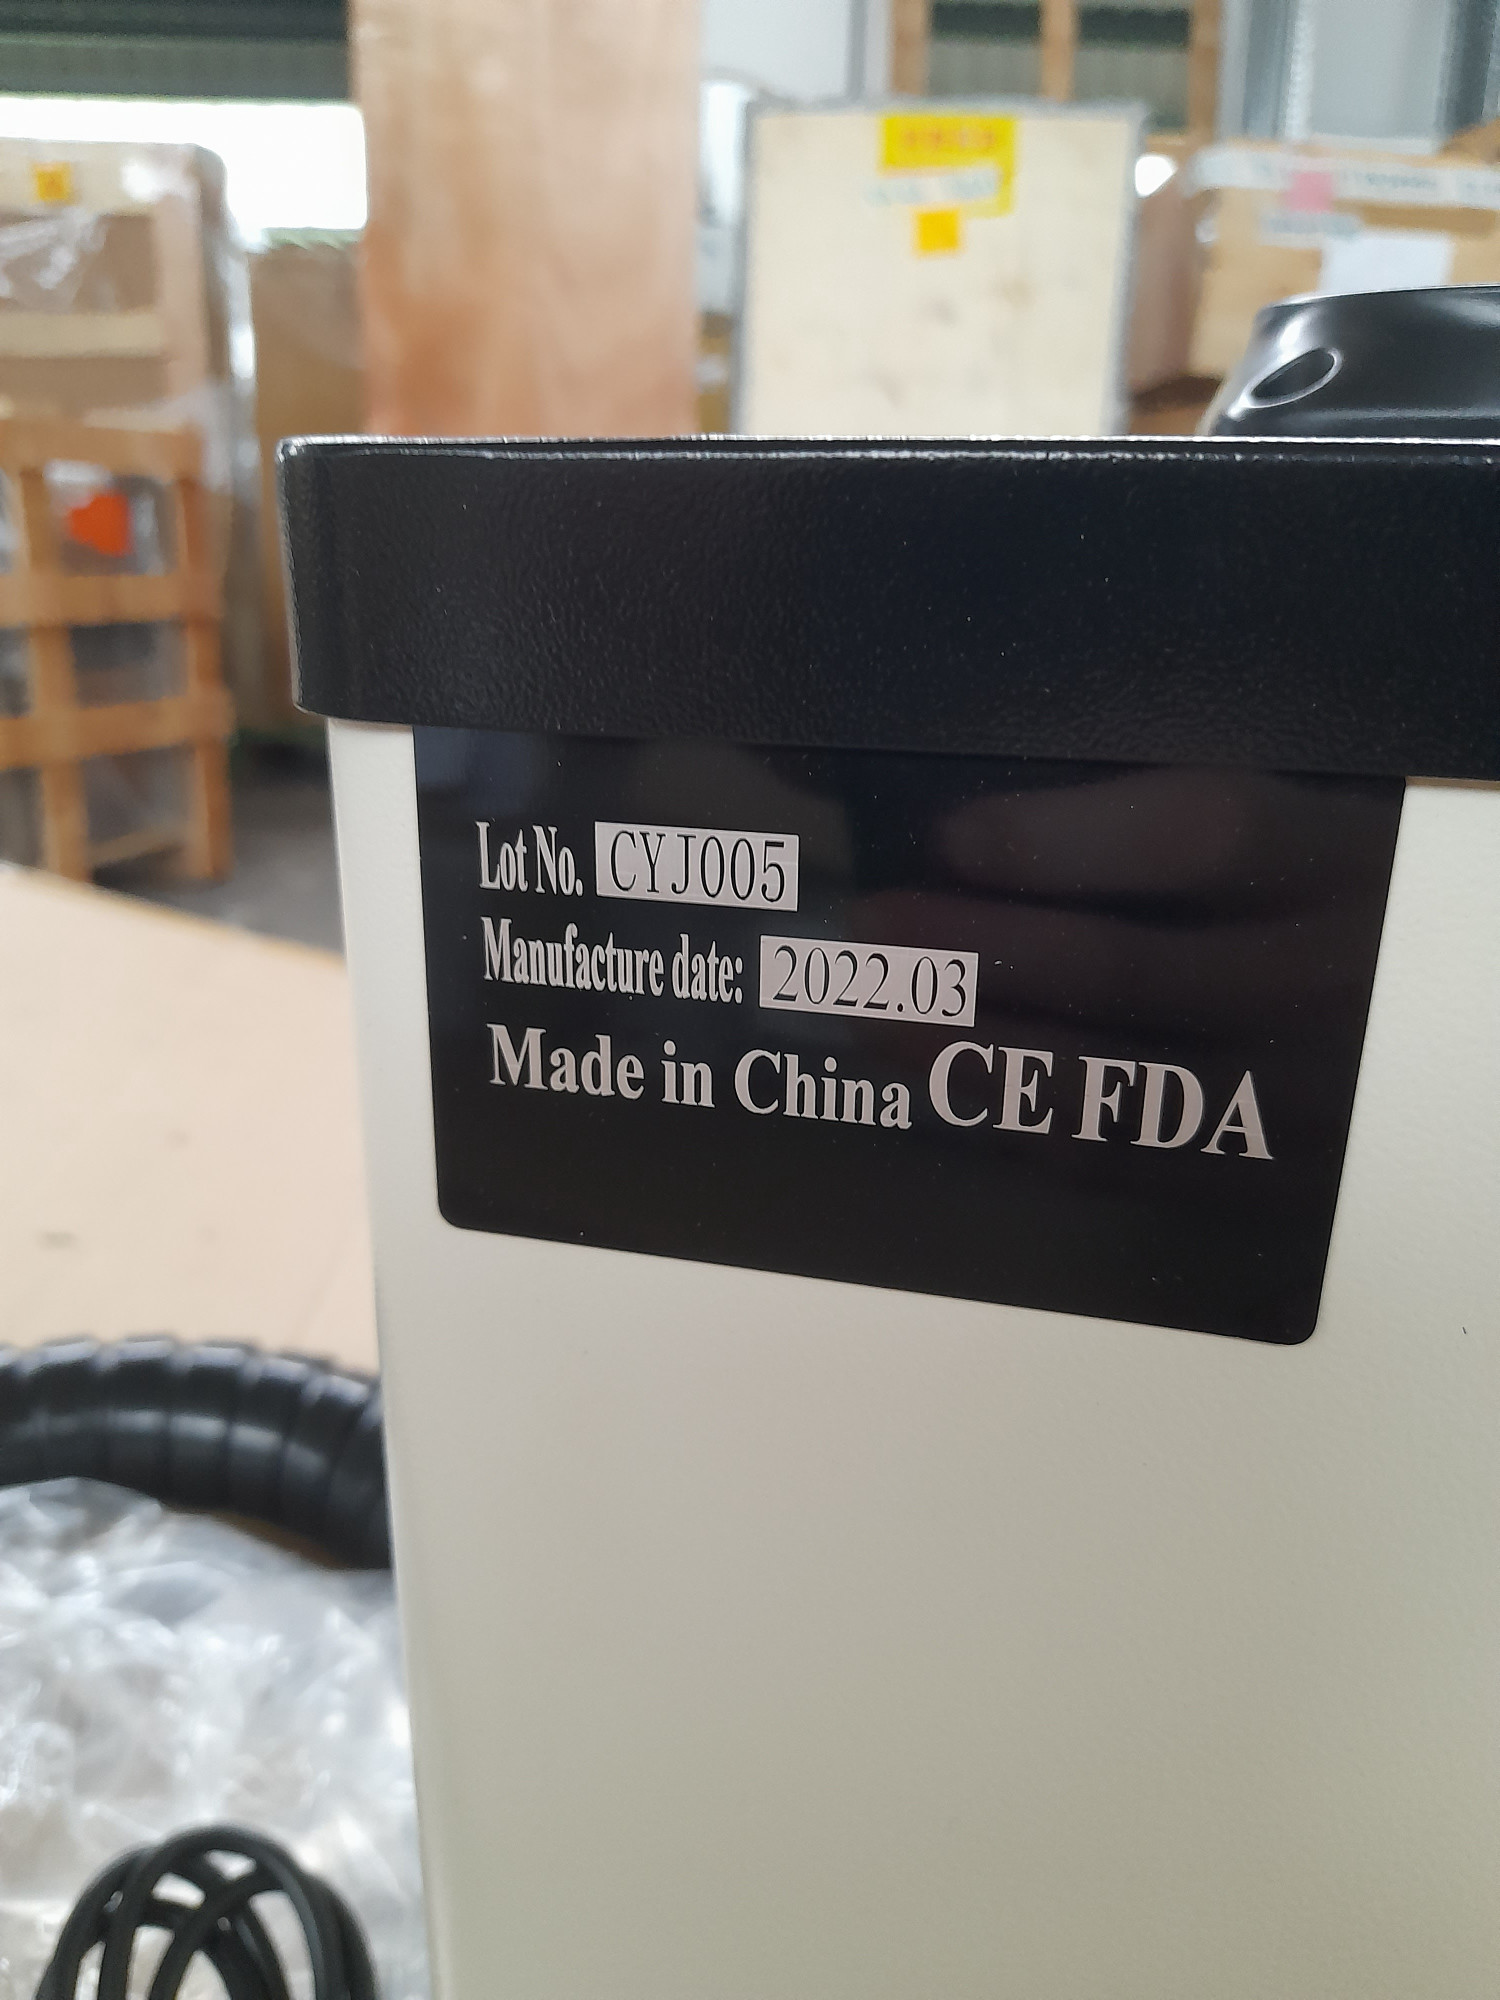 Lot No. CYJ005
Manufacture date: 2022.03
Made in China CE FDA